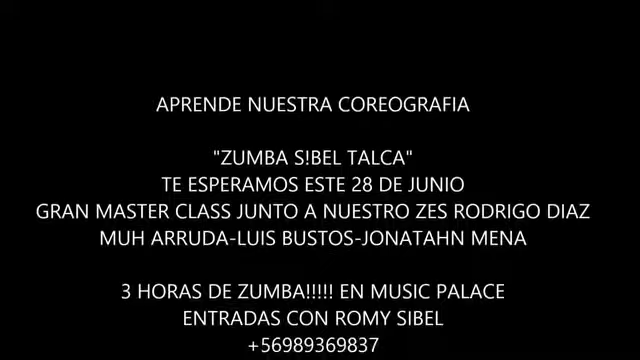 APRENDE NUESTRA COREOGRAFIA
"ZUMBA S!BEL TALCA"
TE ESPERAMOS ESTE 28 DE JUNIO
GRAN MASTER CLASS JUNTO A NUESTRO ZES RODRIGO DIAZ
MUH ARRUDA-LUIS BUSTOS-JONATAHN MENA
3 HORAS DE ZUMBA!!!!! EN MUSIC PALACE
ENTRADAS CON ROMY SIBEL
+56989369837